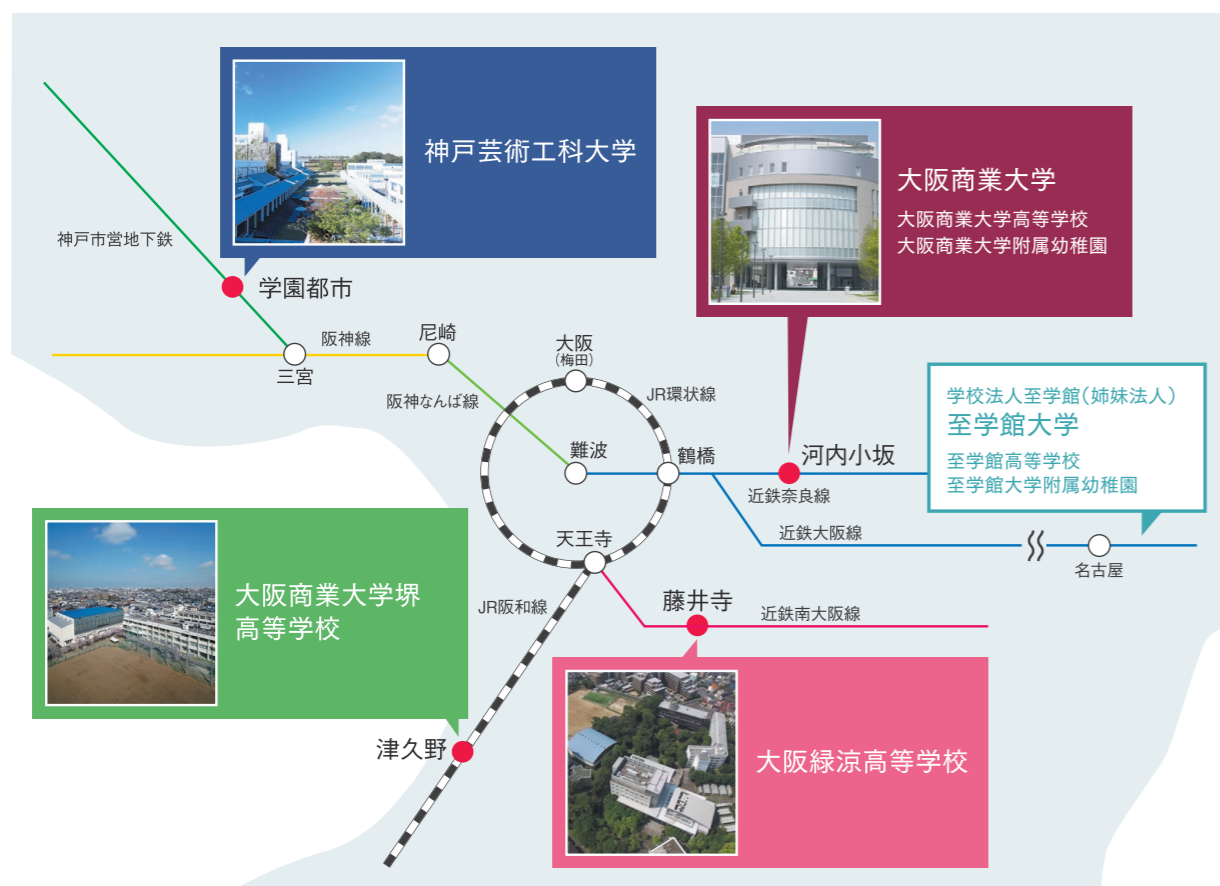 神戸芸術工科大学
大阪商業大学
大阪商業大学高等学校
大阪商業大学附属幼稚園
神戸市営地下鉄
学園都市
阪神線
尼崎
三宮
大阪
(梅田)
JR環状線
阪神なんば線
難波
鶴橋
河内小坂
近鉄奈良線
学校法人至学館(姉妹法人)
至学館大学
至学館高等学校
至学館大学附属幼稚園
近鉄大阪線
名古屋
天王寺
大阪商業大学堺
高等学校
JR阪和線
藤井寺
近鉄南大阪線
津久野
大阪緑涼高等学校